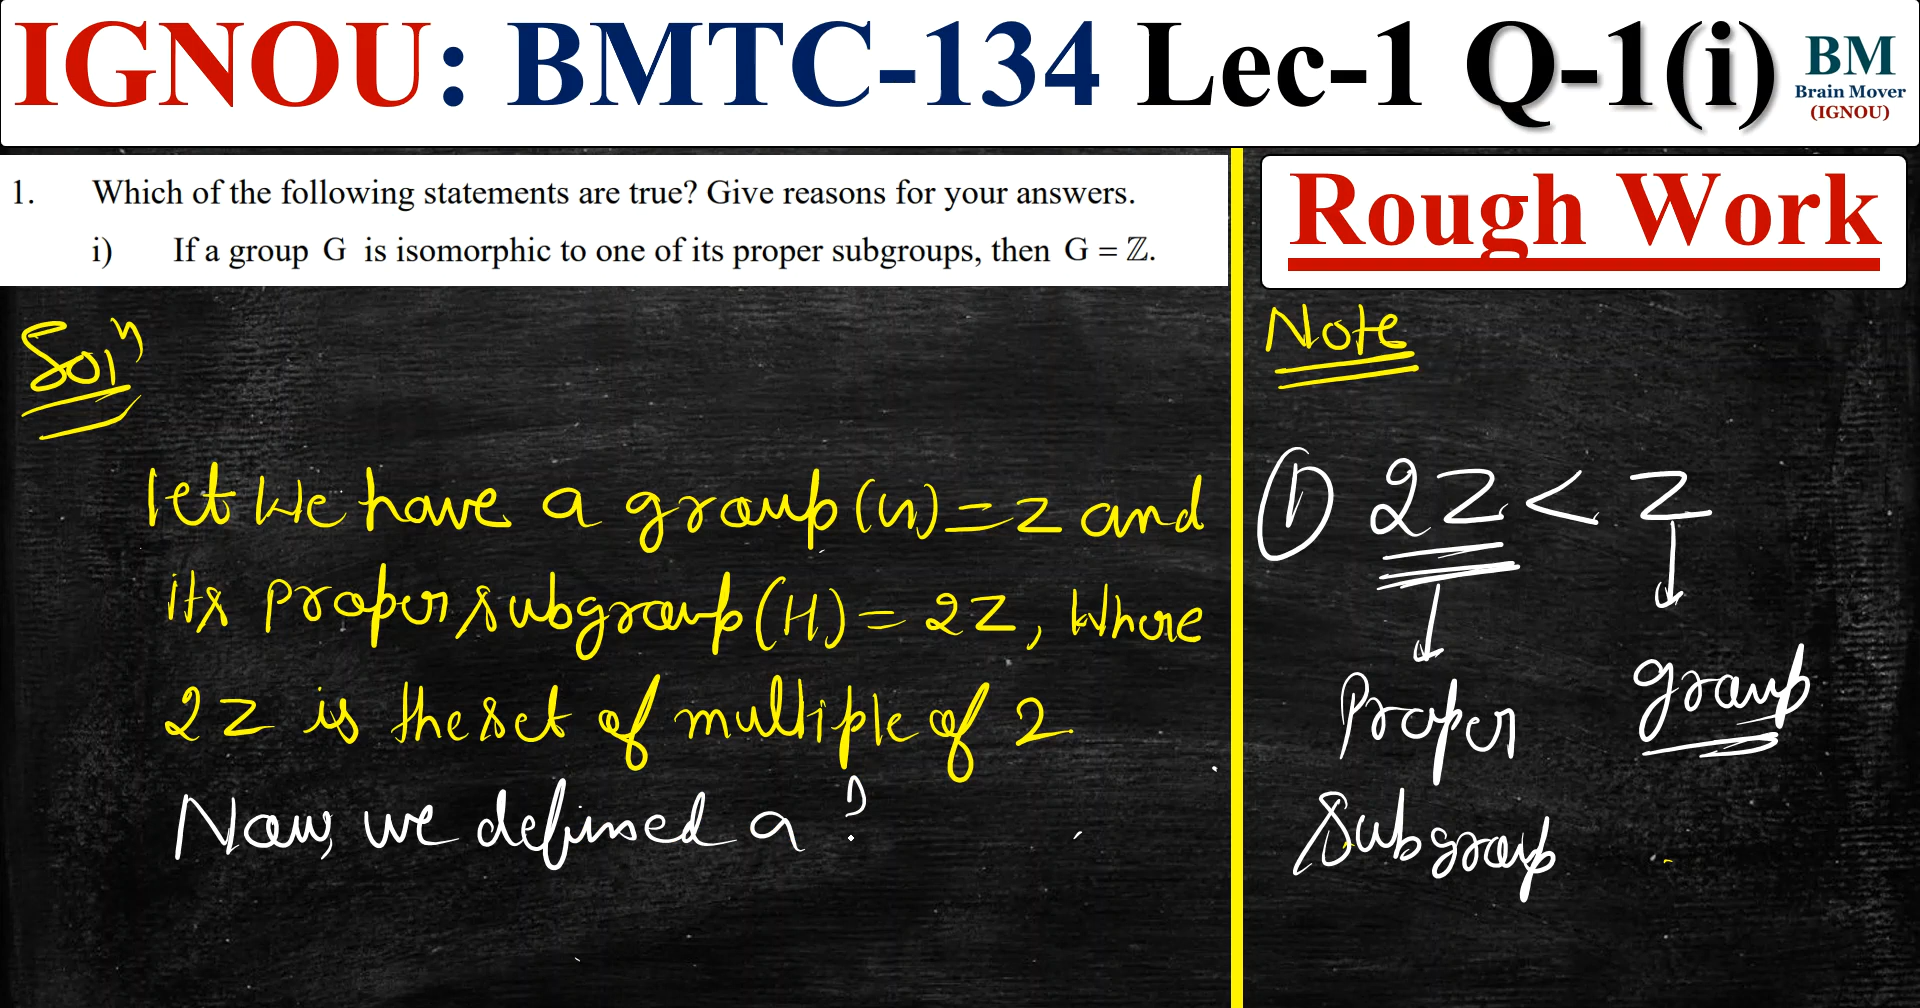 IGNOU: BMTC-134 Lec-1 Q-1(i)
BM
Brain Mover
(IGNOU)
1. Which of the following statements are true? Give reasons for your answers.
i) If a group G is isomorphic to one of its proper subgroups, then G = ℤ.
Rough Work
Solⁿ
let We have a group (G) = Z and
its proper subgroup (H) = 2Z, Where
2Z is the set of multiple of 2
Now, we defined a ?
Note
① 2Z < Z
Proper
Subgroup
group